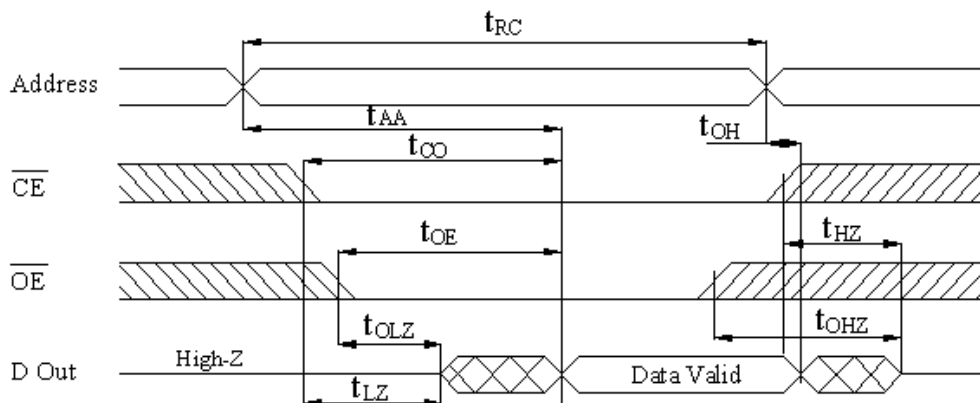 tRC
Address
tAA
tOH
tCO
CE
tHZ
tOE
OE
tOLZ
tOHZ
High-Z
D Out
Data Valid
tLZ